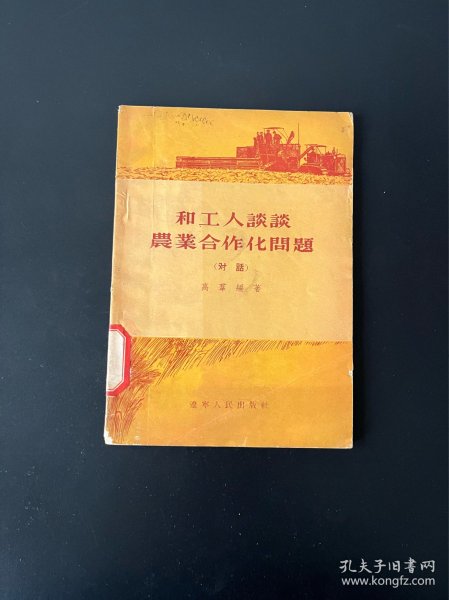 和工人談談
農業合作化問題
(对話)
高草編著
遼寧人民出版社
孔夫子旧书网
www.kongfz.com